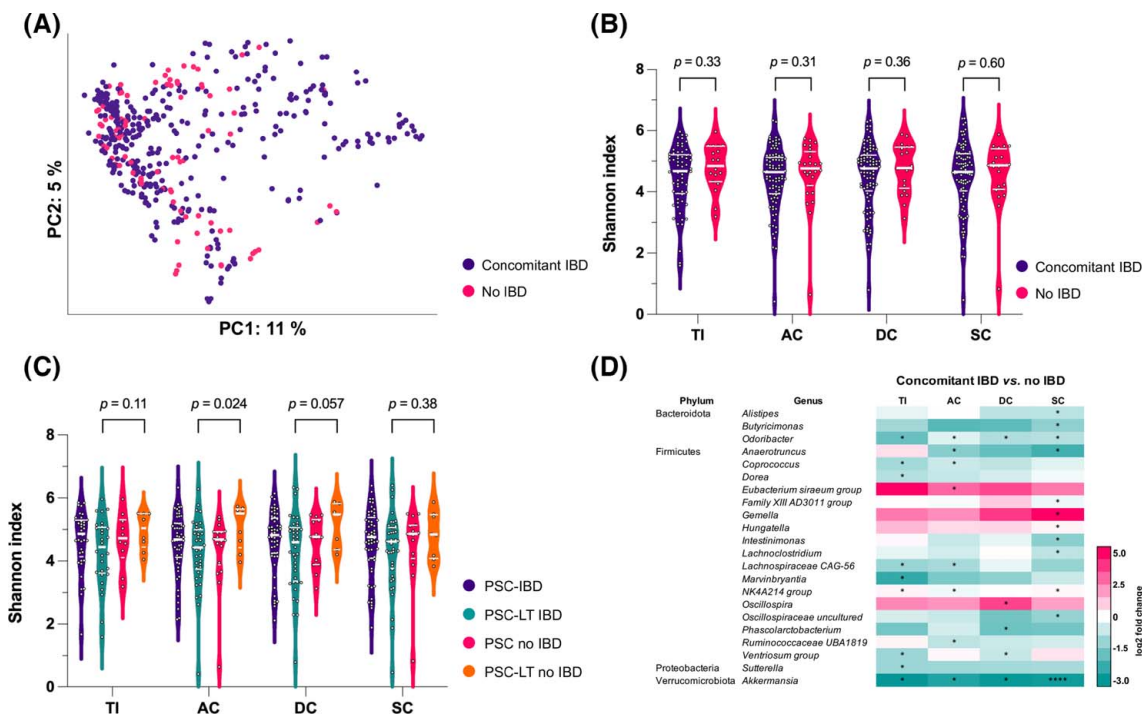 (A)
PC2: 5 %
PC1: 11 %
Concomitant IBD
No IBD
(B)
p = 0.33
p = 0.31
p = 0.36
p = 0.60
Shannon index
8
6
4
2
0
TI
AC
DC
SC
Concomitant IBD
No IBD
(C)
p = 0.11
p = 0.024
p = 0.057
p = 0.38
Shannon index
8
6
4
2
0
TI
AC
DC
SC
PSC-IBD
PSC-LT IBD
PSC no IBD
PSC-LT no IBD
(D)
Concomitant IBD vs. no IBD
Phylum Genus TI AC DC SC
Bacteroidota Alistipes *
Butyricimonas *
Odoribacter * * * *
Firmicutes Anaerotruncus * *
Coprococcus * *
Dorea *
Eubacterium siraeum group *
Family XIII AD3011 group *
Gemella *
Hungatella *
Intestinimonas *
Lachnoclostridium *
Lachnospiraceae CAG-56 * *
Marvinbryantia *
NK4A214 group * * *
Oscillospira *
Oscillospiraceae uncultured *
Phascolarctobacterium *
Ruminococcaceae UBA1819 *
Ventriosum group * *
Proteobacteria Sutterella *
Verrucomicrobiota Akkermansia * * * ****
5.0
2.5
0
-1.5
-3.0
log2 fold change